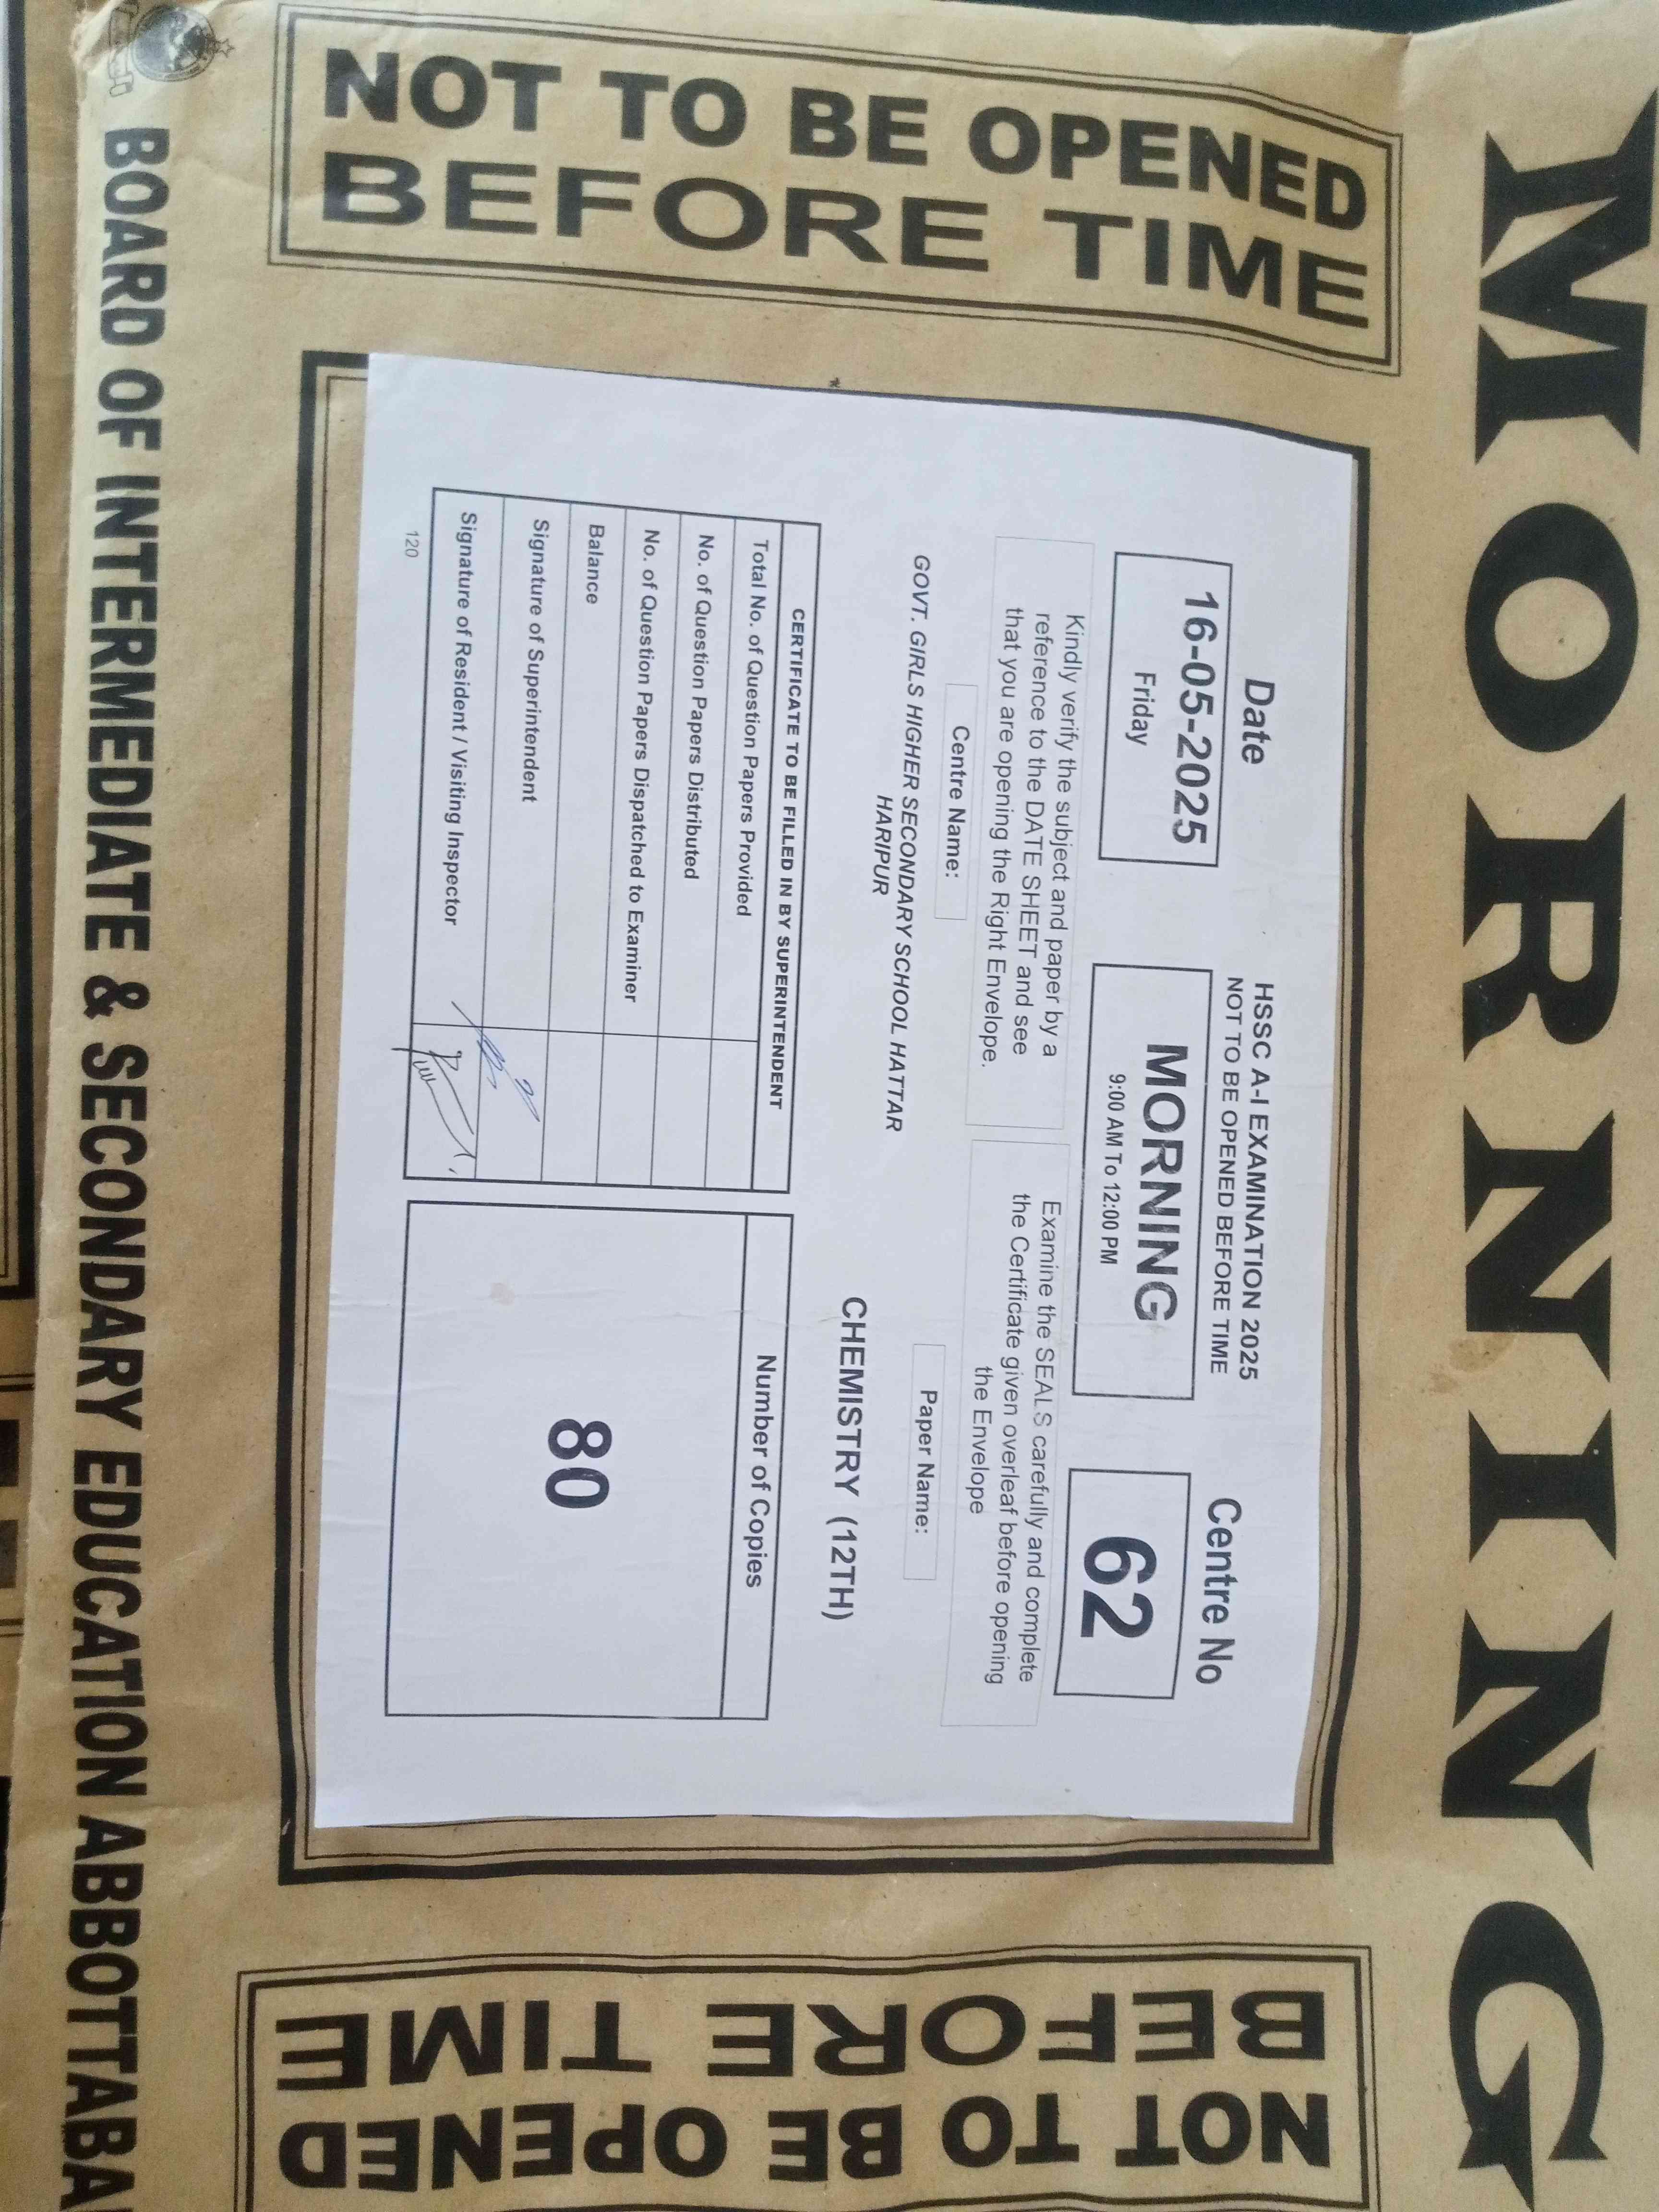 MORNING
NOT TO BE OPENED
BEFORE TIME
Date
16-05-2025
Friday
HSSC A-I EXAMINATION 2025
NOT TO BE OPENED BEFORE TIME
MORNING
9:00 AM To 12:00 PM
Centre No
62
Kindly verify the subject and paper by a
reference to the DATE SHEET and see
that you are opening the Right Envelope.
Examine the SEALS carefully and complete
the Certificate given overleaf before opening
the Envelope
Centre Name:
GOVT. GIRLS HIGHER SECONDARY SCHOOL HATTAR
HARIPUR
Paper Name:
CHEMISTRY (12TH)
CERTIFICATE TO BE FILLED IN BY SUPERINTENDENT
Total No. of Question Papers Provided
No. of Question Papers Distributed
No. of Question Papers Dispatched to Examiner
Balance
Signature of Superintendent
Signature of Resident / Visiting Inspector
Number of Copies
80
120
NOT TO BE OPENED
BEFORE TIME
BOARD OF INTERMEDIATE & SECONDARY EDUCATION ABBOTTABA